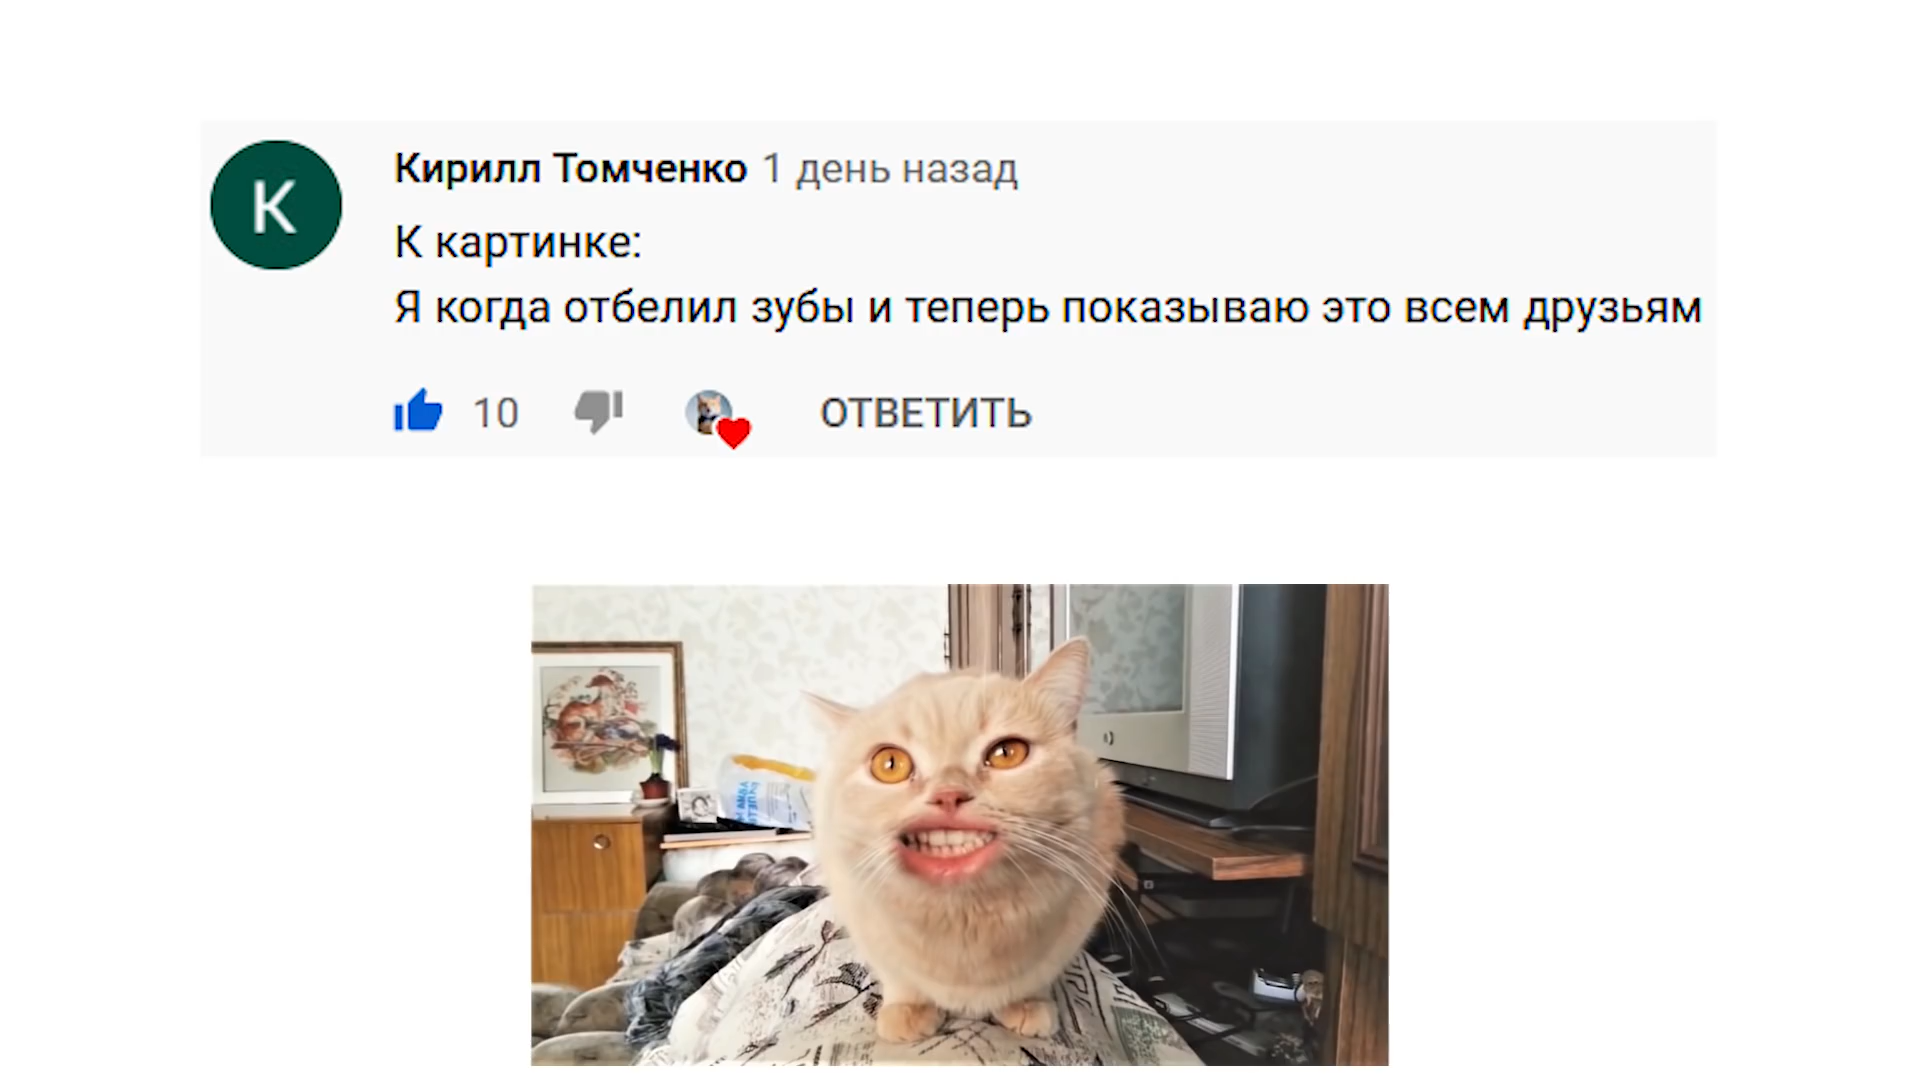 K
Кирилл Томченко 1 день назад
К картинке:
Я когда отбелил зубы и теперь показываю это всем друзьям
10
ОТВЕТИТЬ